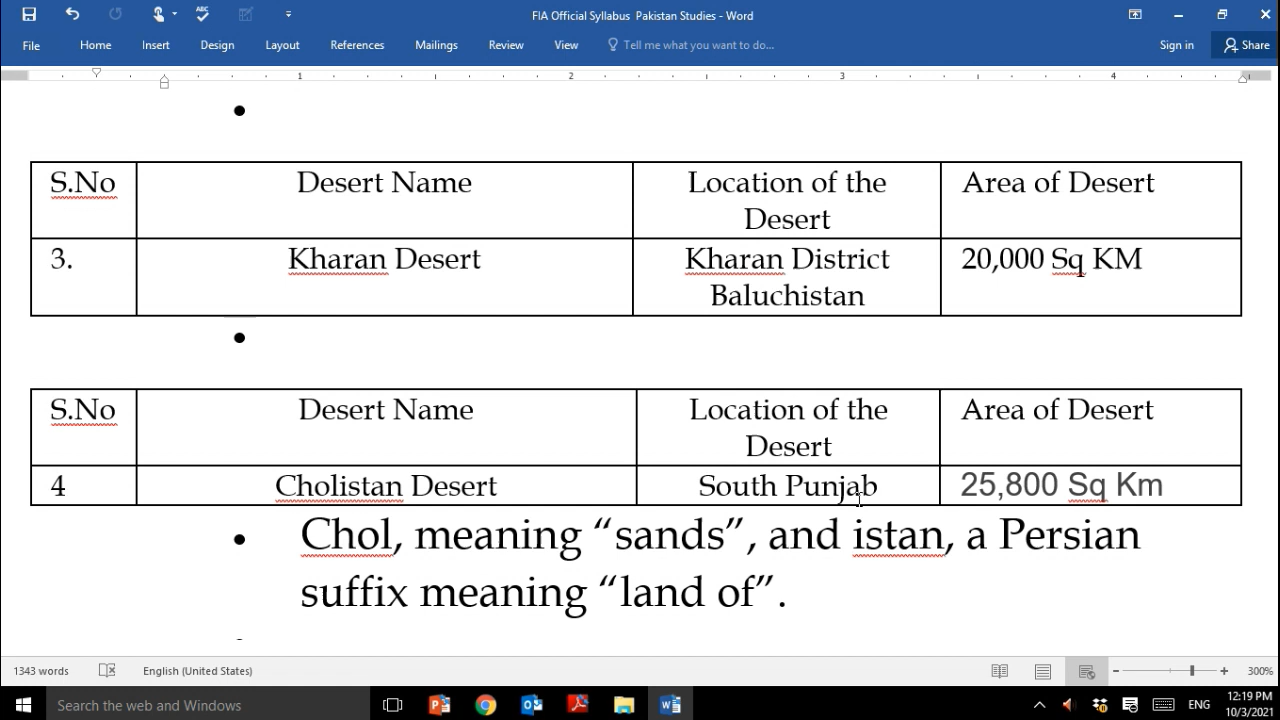 FIA Official Syllabus Pakistan Studies - Word
File Home Insert Design Layout References Mailings Review View Tell me what you want to do... Sign in Share
1 2 3 4
S.No Desert Name Location of the Area of Desert
Desert
3. Kharan Desert Kharan District 20,000 Sq KM
Baluchistan
S.No Desert Name Location of the Area of Desert
Desert
4 Cholistan Desert South Punjab 25,800 Sq Km
• Chol, meaning “sands”, and istan, a Persian
suffix meaning “land of”.
1343 words English (United States) 300%
Search the web and Windows ENG 12:19 PM
10/3/2021